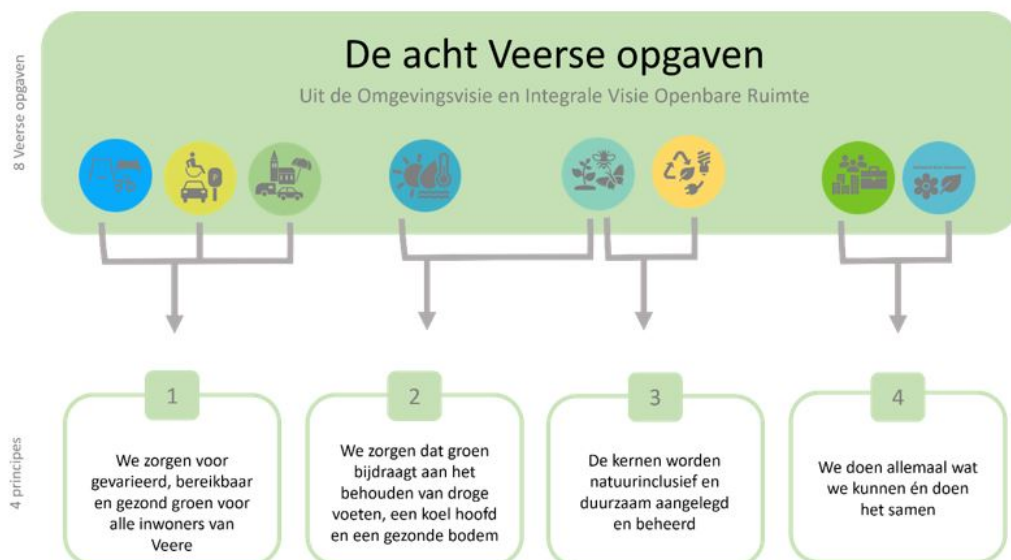 De acht Veerse opgaven
Uit de Omgevingsvisie en Integrale Visie Openbare Ruimte
8 Veerse opgaven
P
4 principes
1
We zorgen voor
gevarieerd, bereikbaar
en gezond groen voor
alle inwoners van
Veere
2
We zorgen dat groen
bijdraagt aan het
behouden van droge
voeten, een koel hoofd
en een gezonde bodem
3
De kernen worden
natuurinclusief en
duurzaam aangelegd
en beheerd
4
We doen allemaal wat
we kunnen én doen
het samen